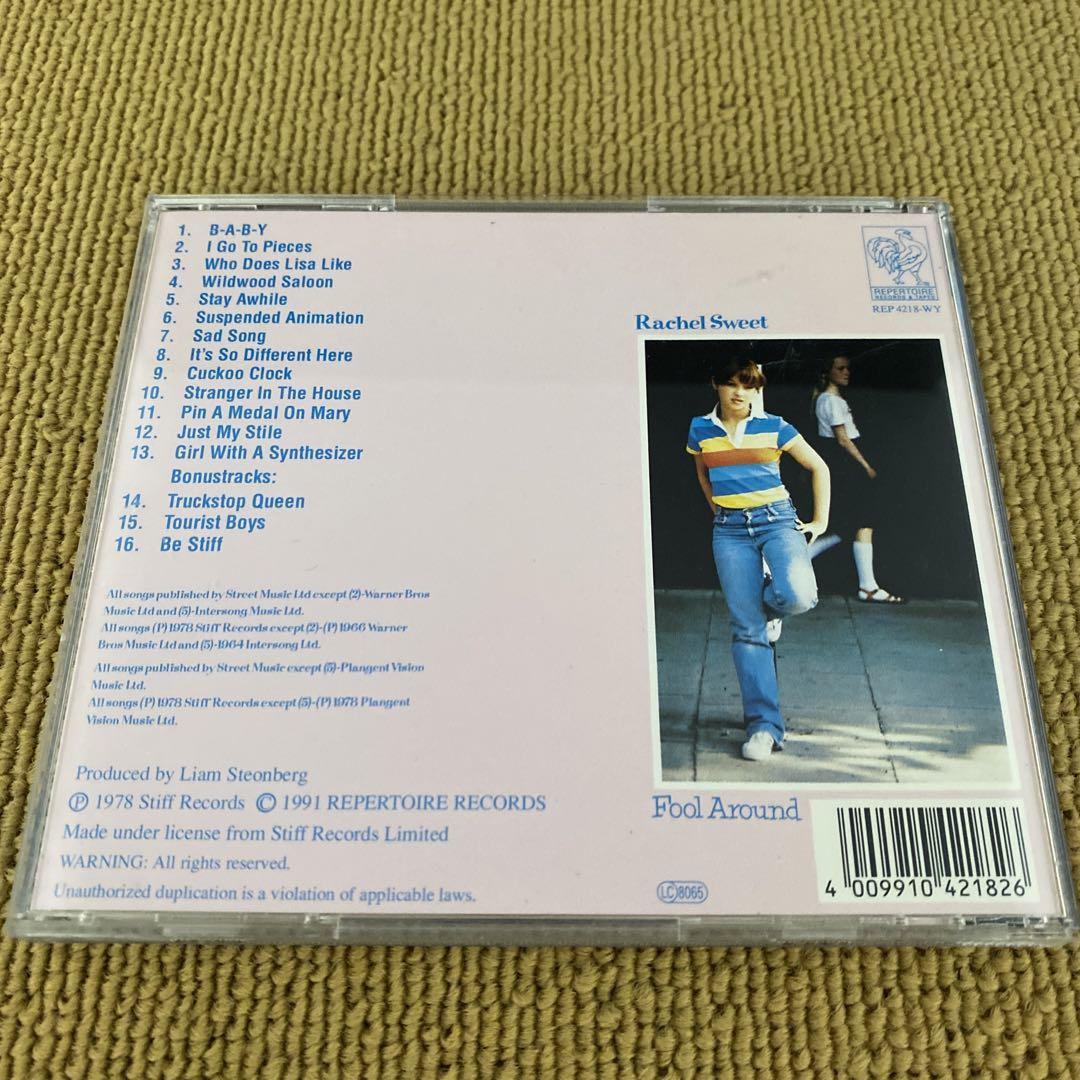 1. B-A-B-Y
2. I Go To Pieces
3. Who Does Lisa Like
4. Wildwood Saloon
5. Stay Awhile
6. Suspended Animation
7. Sad Song
8. It's So Different Here
9. Cuckoo Clock
10. Stranger In The House
11. Pin A Medal On Mary
12. Just My Stile
13. Girl With A Synthesizer
Bonustracks:
14. Truckstop Queen
15. Tourist Boys
16. Be Stiff
All songs published by Street Music Ltd except (2)-Warner Bros
Music Ltd and (5)-Intersong Music Ltd.
All songs (P) 1978 Stiff Records except (2)-(P) 1966 Warner
Bros Music Ltd and (5)-1964 Intersong Ltd.
All songs published by Street Music except (5)-Plangent Vision
Music Ltd.
All songs (P) 1978 Stiff Records except (5)-(P) 1978 Plangent
Vision Music Ltd.
Produced by Liam Steonberg
Ⓟ 1978 Stiff Records © 1991 REPERTOIRE RECORDS
Made under license from Stiff Records Limited
WARNING: All rights reserved.
Unauthorized duplication is a violation of applicable laws.
REPERTOIRE
RECORDS & TAPES
REP 4218-WY
Rachel Sweet
Fool Around
LC 8065
4 009910 421826